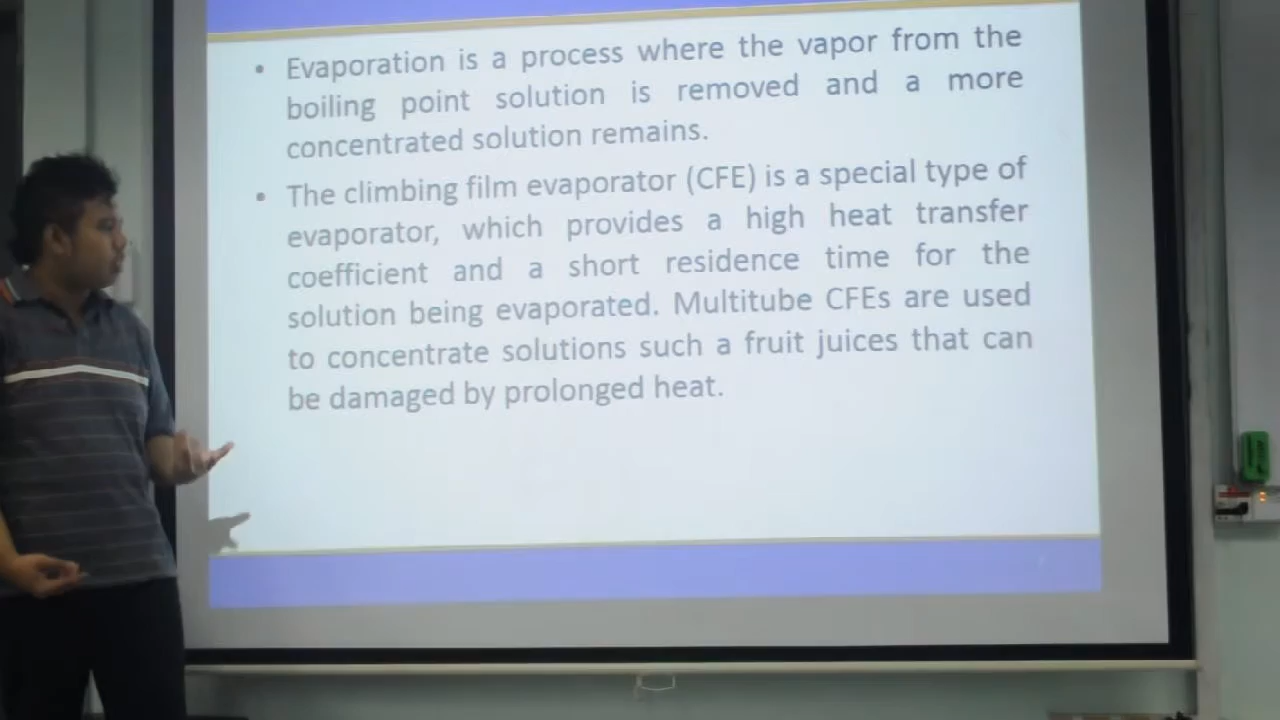 • Evaporation is a process where the vapor from the
boiling point solution is removed and a more
concentrated solution remains.
• The climbing film evaporator (CFE) is a special type of
evaporator, which provides a high heat transfer
coefficient and a short residence time for the
solution being evaporated. Multitube CFEs are used
to concentrate solutions such a fruit juices that can
be damaged by prolonged heat.